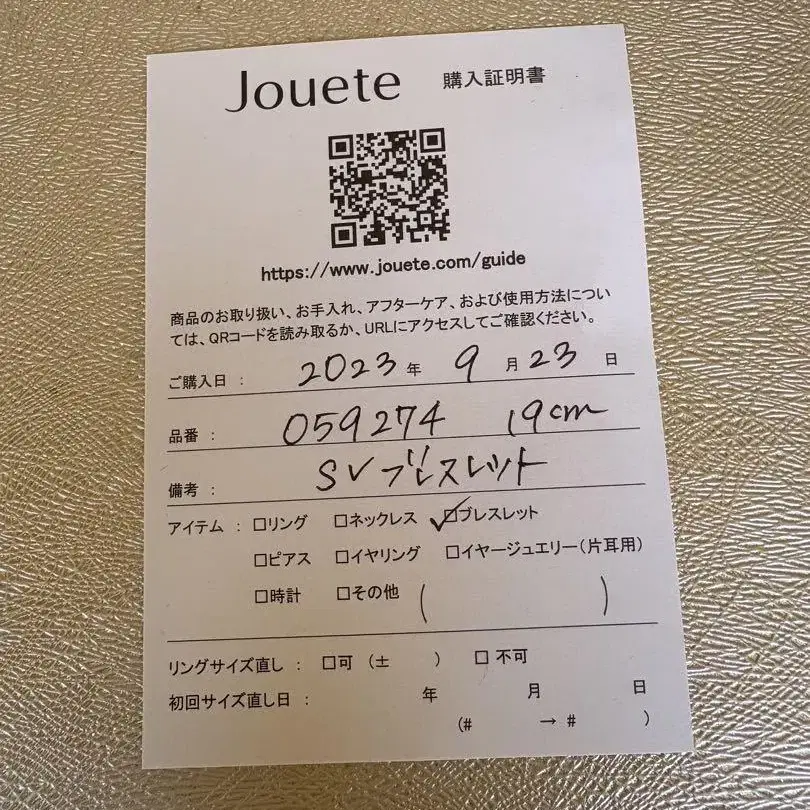 Jouete 購入証明書
https://www.jouete.com/guide
商品のお取り扱い、お手入れ、アフターケア、および使用方法につい
ては、QRコードを読み取るか、URLにアクセスしてご確認ください。
ご購入日 : 2023 年 9 月 23 日
品番 : 059274 19cm
備考 : SVブレスレット
アイテム : □リング □ネックレス ☑ブレスレット
□ピアス □イヤリング □イヤージュエリー(片耳用)
□時計 □その他 ( )
リングサイズ直し : □可 (± ) □不可
初回サイズ直し日 : 年 月 日
(# → # )